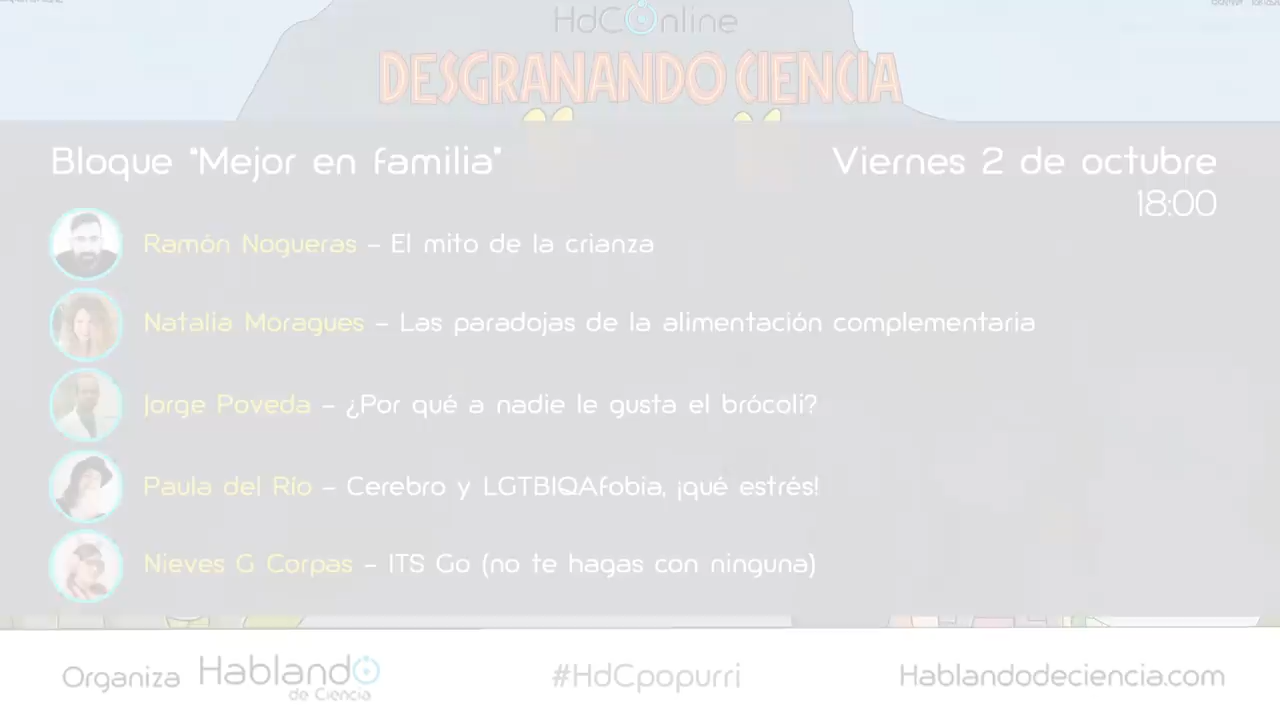 HdCOnline
DESGRANANDO CIENCIA
Bloque "Mejor en familia"
Viernes 2 de octubre
18:00
Ramón Nogueras – El mito de la crianza
Natalia Moragues – Las paradojas de la alimentación complementaria
Jorge Poveda – ¿Por qué a nadie le gusta el brócoli?
Paula del Río – Cerebro y LGTBIQAfobia, ¡qué estrés!
Nieves G Corpas – ITS Go (no te hagas con ninguna)
Organiza Hablando de Ciencia
#HdCpopurri
Hablandodeciencia.com